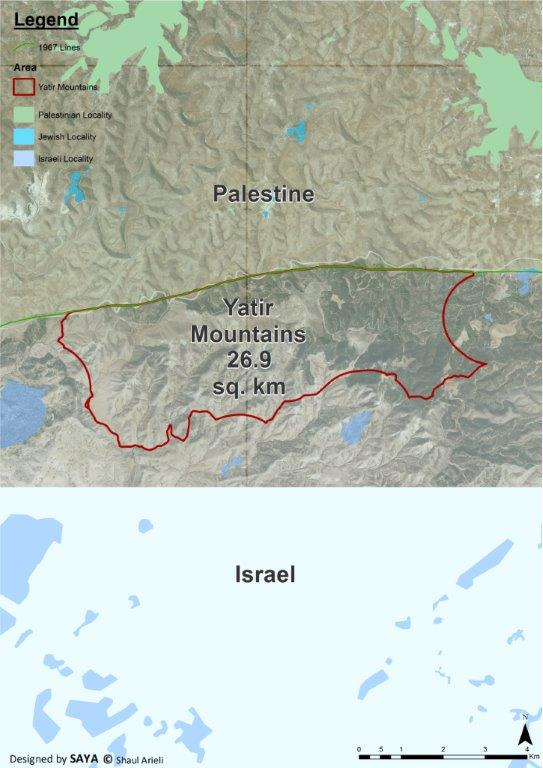 Legend
1967 Lines
Area
Yatir Mountains
Palestinian Locality
Jewish Locality
Israeli Locality
Palestine
Yatir
Mountains
26.9
sq. km
Israel
N
0 .5 1 2 3 4
Km
Designed by SAYA © Shaul Arieli